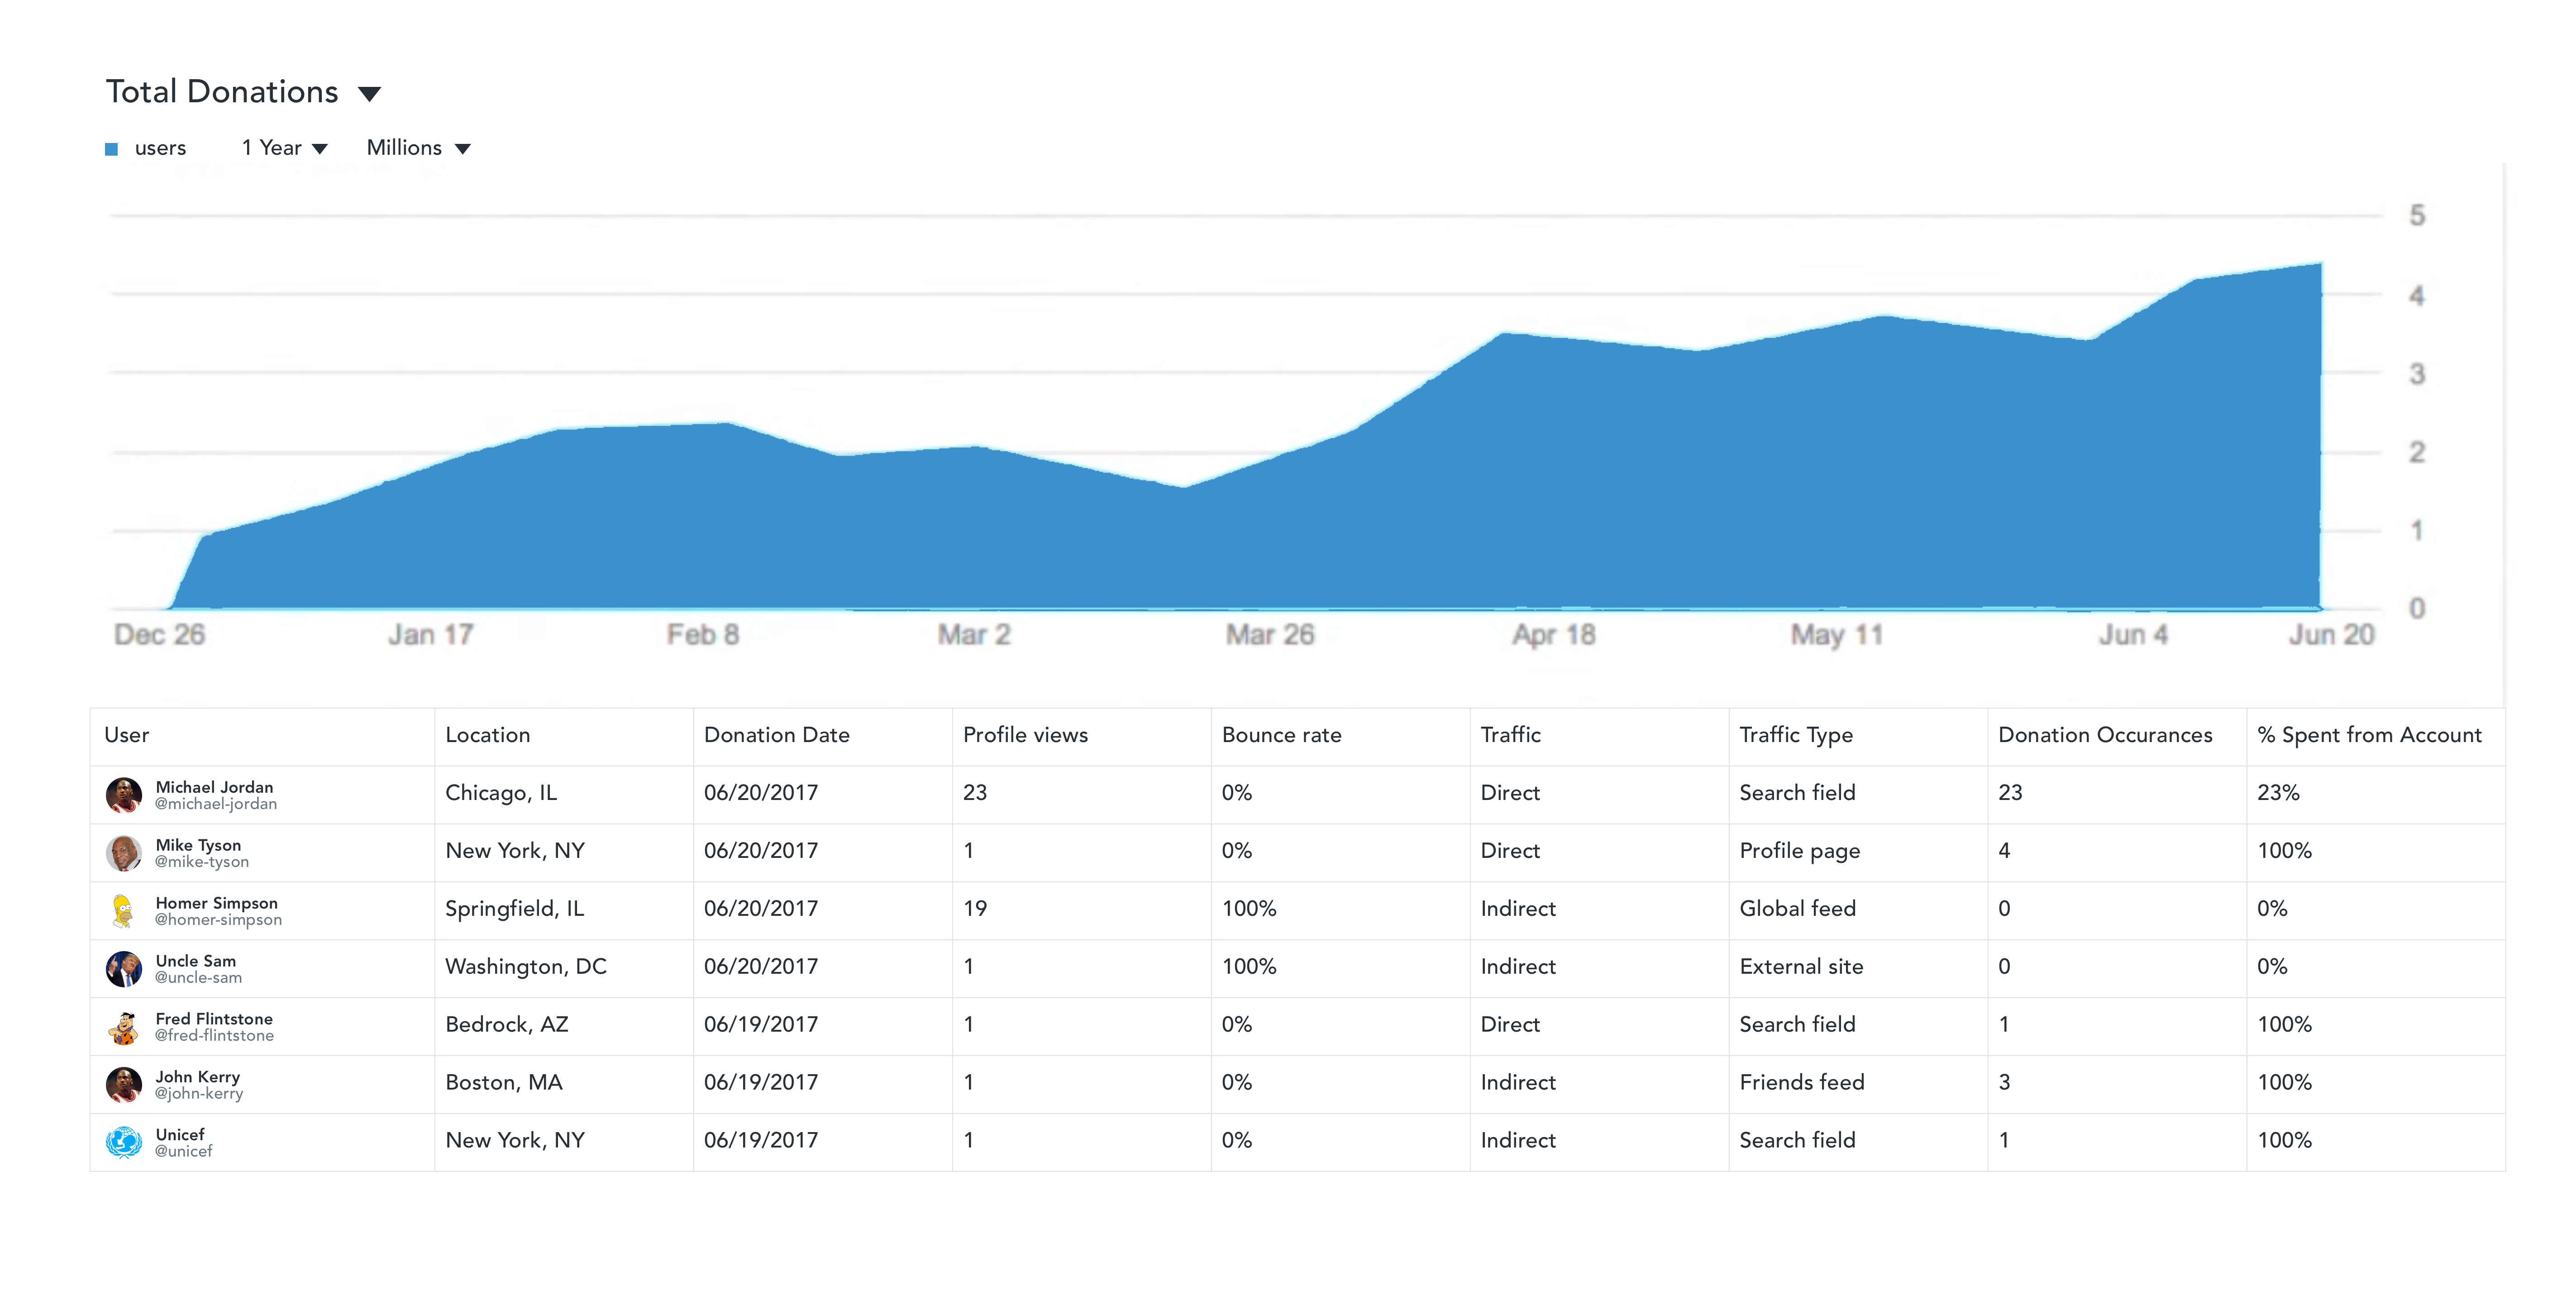 Total Donations
users 1 Year Millions
5
4
3
2
1
0
Dec 26 Jan 17 Feb 8 Mar 2 Mar 26 Apr 18 May 11 Jun 4 Jun 20
User Location Donation Date Profile views Bounce rate Traffic Traffic Type Donation Occurances % Spent from Account
Michael Jordan
@michael-jordan
Chicago, IL 06/20/2017 23 0% Direct Search field 23 23%
Mike Tyson
@mike-tyson
New York, NY 06/20/2017 1 0% Direct Profile page 4 100%
Homer Simpson
@homer-simpson
Springfield, IL 06/20/2017 19 100% Indirect Global feed 0 0%
Uncle Sam
@uncle-sam
Washington, DC 06/20/2017 1 100% Indirect External site 0 0%
Fred Flintstone
@fred-flintstone
Bedrock, AZ 06/19/2017 1 0% Direct Search field 1 100%
John Kerry
@john-kerry
Boston, MA 06/19/2017 1 0% Indirect Friends feed 3 100%
Unicef
@unicef
New York, NY 06/19/2017 1 0% Indirect Search field 1 100%